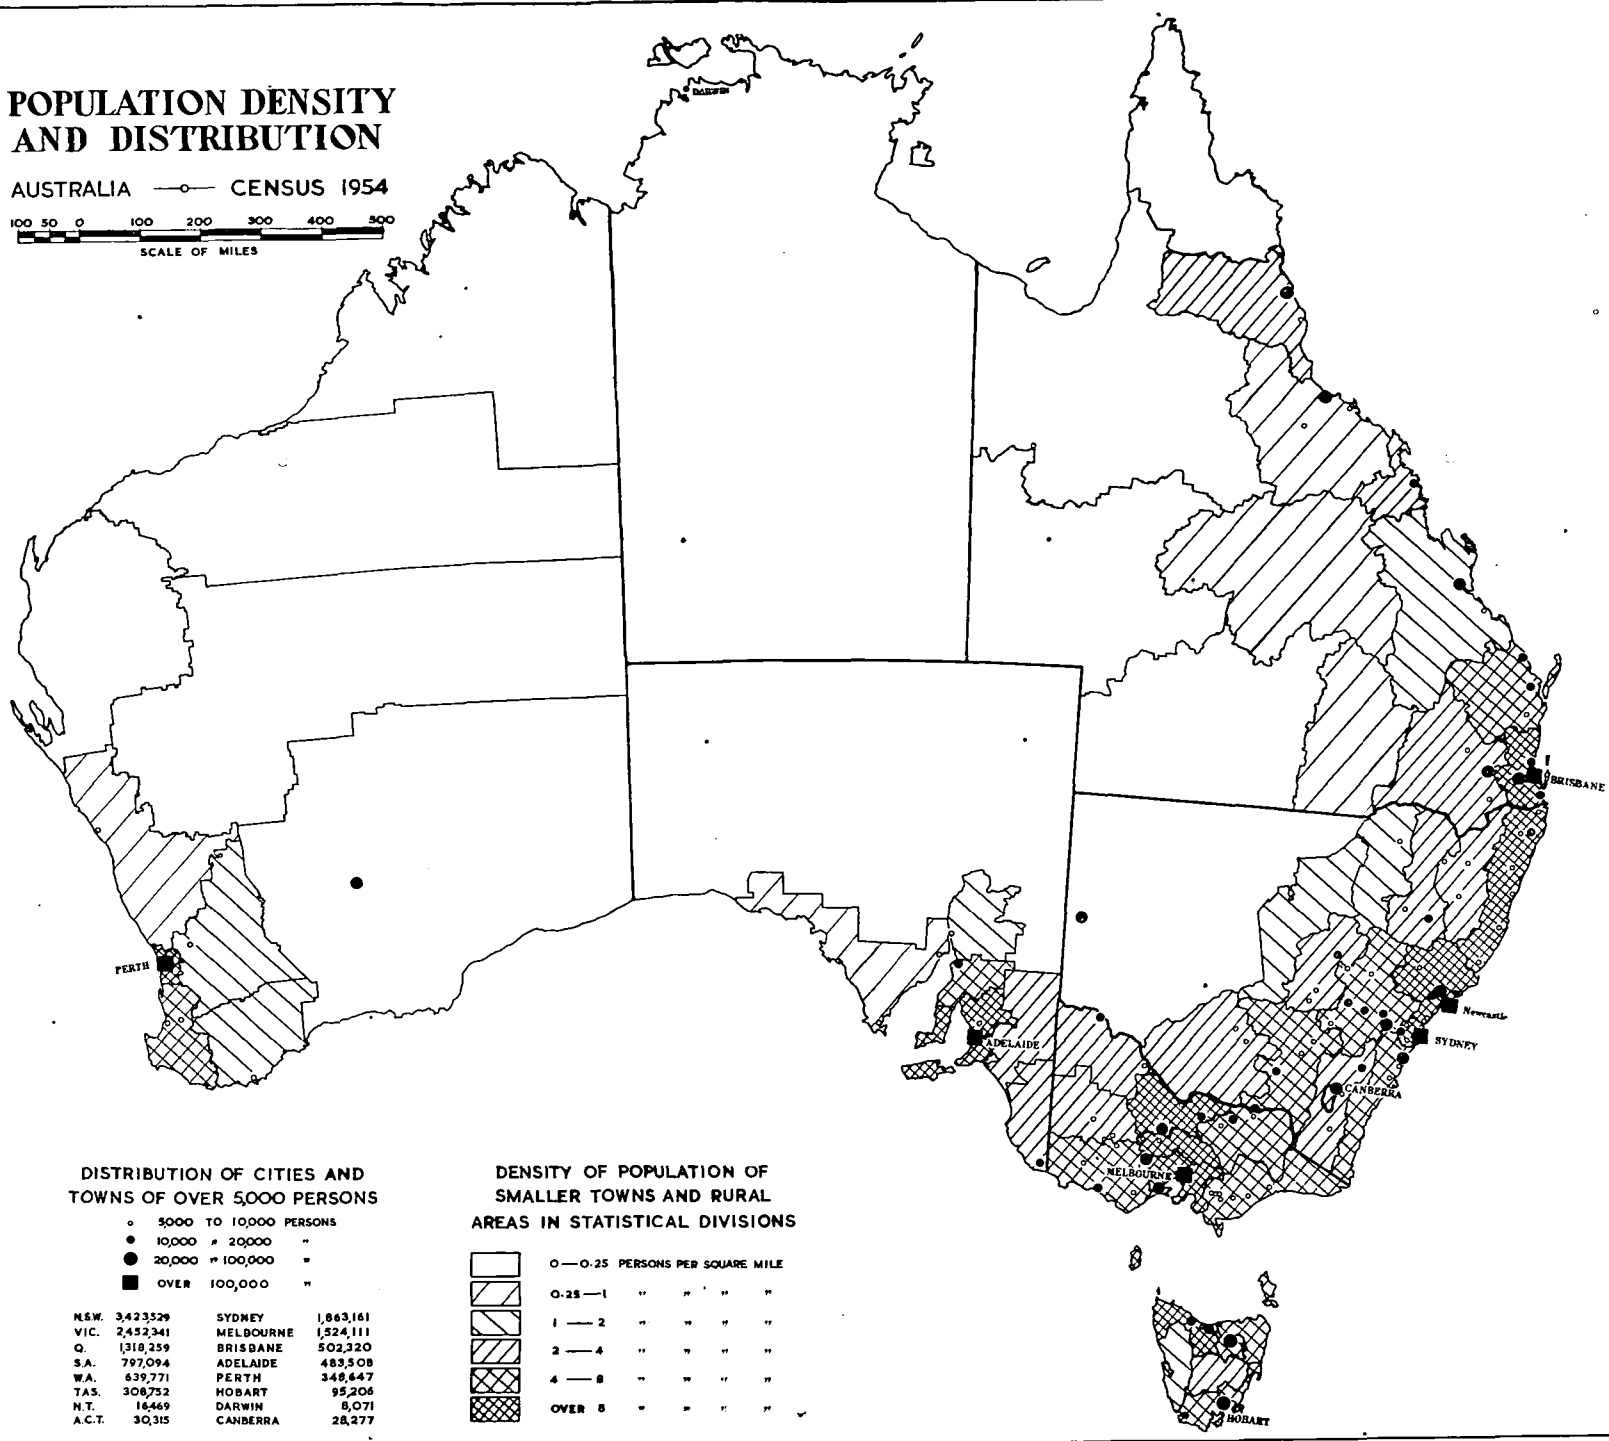 POPULATION DENSITY
AND DISTRIBUTION
AUSTRALIA CENSUS 1954
100 50 0 100 200 300 400 500
SCALE OF MILES
DARWIN
BRISBANE
PERTH
ADELAIDE
Newcastle
SYDNEY
CANBERRA
MELBOURNE
HOBART
DISTRIBUTION OF CITIES AND
TOWNS OF OVER 5,000 PERSONS
5,000 TO 10,000 PERSONS
10,000 " 20,000 "
20,000 " 100,000 "
OVER 100,000 "
N.S.W. 3,423,529 SYDNEY 1,863,161
VIC. 2,452,341 MELBOURNE 1,524,111
Q. 1,318,259 BRISBANE 502,320
S.A. 797,094 ADELAIDE 483,508
W.A. 639,771 PERTH 348,647
TAS. 308,752 HOBART 95,206
N.T. 16,469 DARWIN 8,071
A.C.T. 30,315 CANBERRA 28,277
DENSITY OF POPULATION OF
SMALLER TOWNS AND RURAL
AREAS IN STATISTICAL DIVISIONS
0—0.25 PERSONS PER SQUARE MILE
0.25—1 " " " "
1—2 " " " "
2—4 " " " "
4—8 " " " "
OVER 8 " " " "